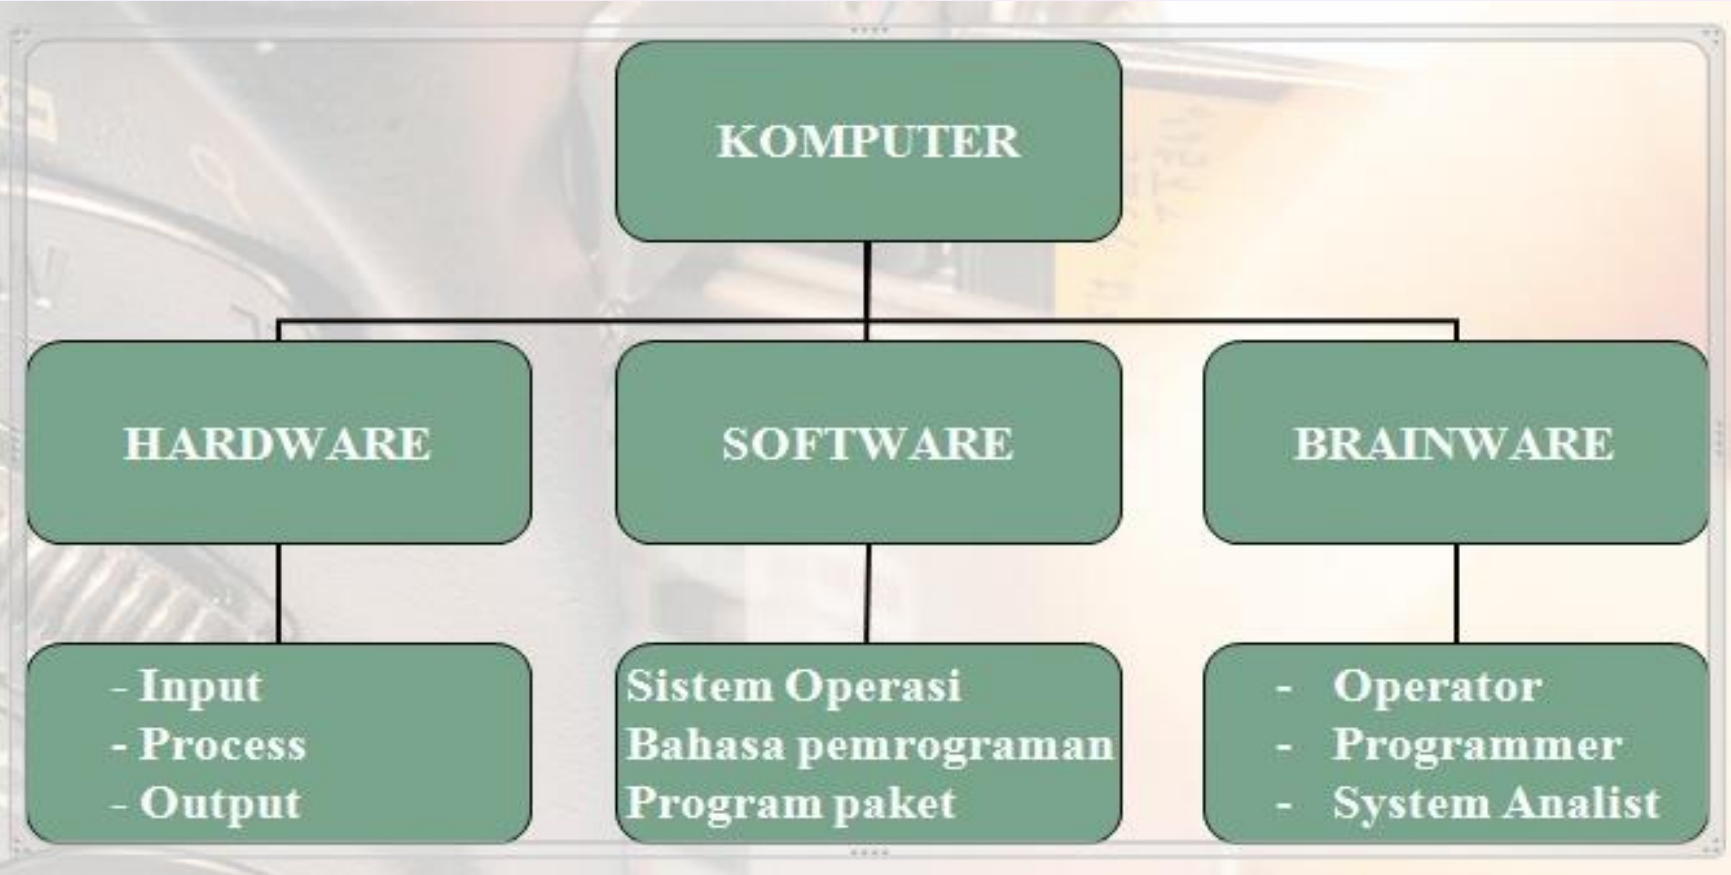 KOMPUTER
HARDWARE
SOFTWARE
BRAINWARE
- Input
- Process
- Output
Sistem Operasi
Bahasa pemrograman
Program paket
- Operator
- Programmer
- System Analist